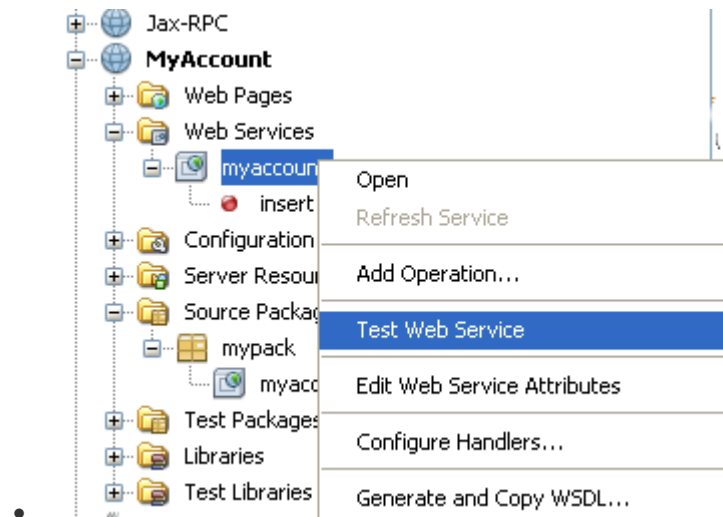 Jax-RPC
MyAccount
Web Pages
Web Services
myaccoun
insert
Configuration
Server Resou
Source Packag
mypack
myacc
Test Packages
Libraries
Test Libraries
Open
Refresh Service
Add Operation...
Test Web Service
Edit Web Service Attributes
Configure Handlers...
Generate and Copy WSDL...